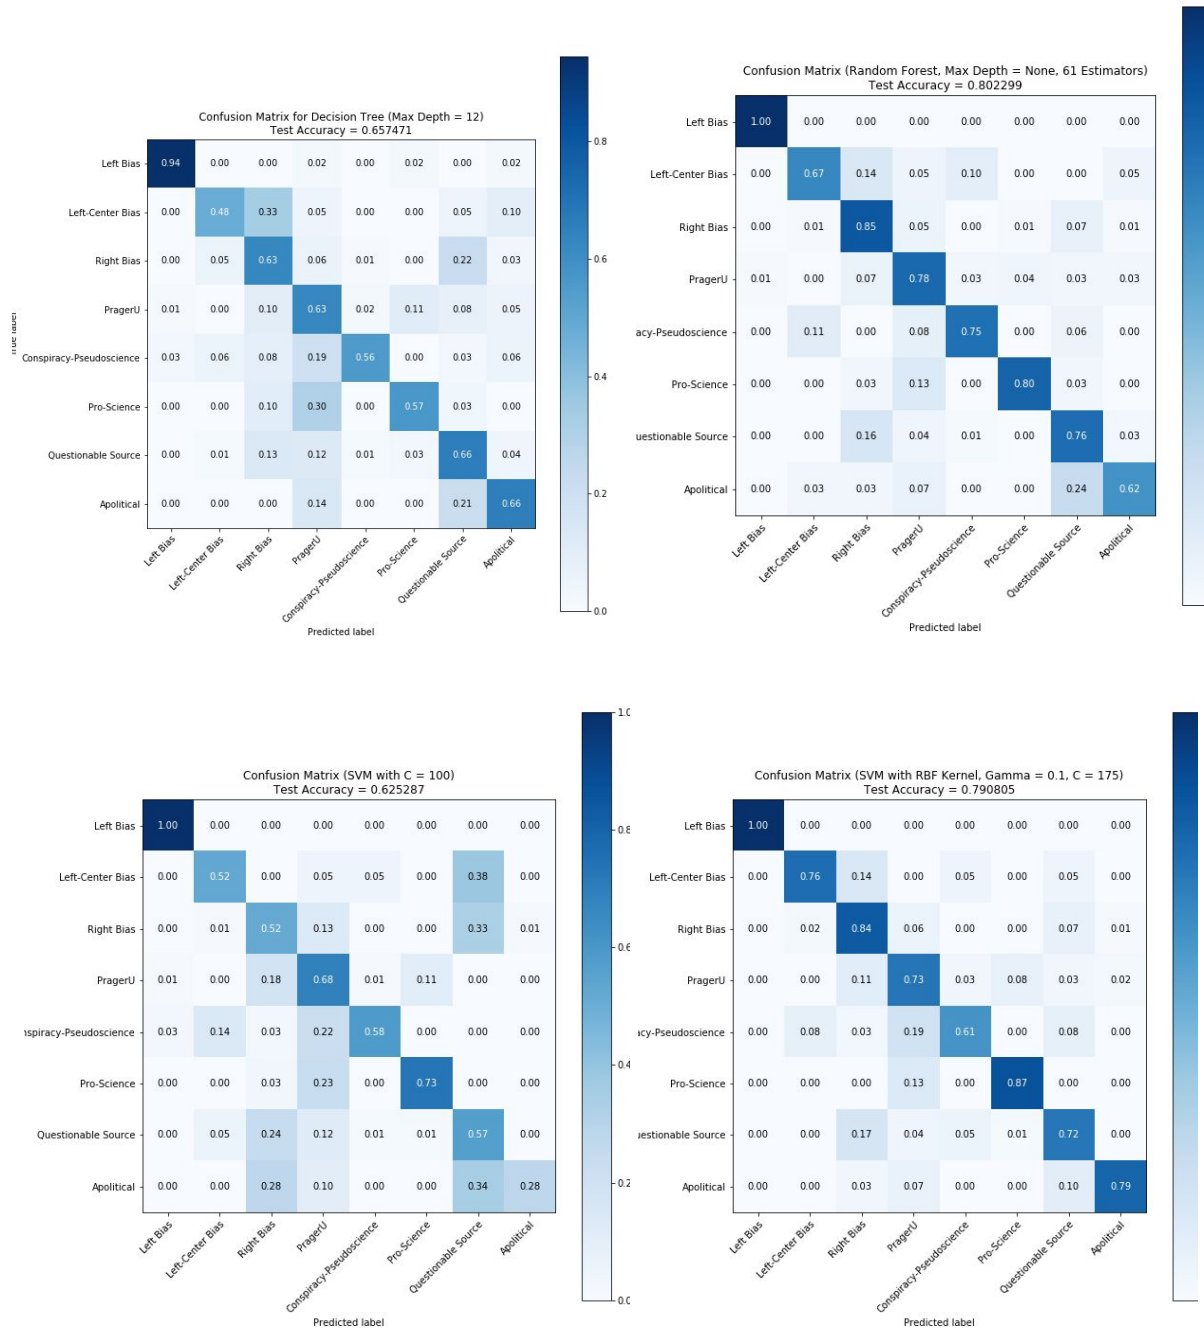 Confusion Matrix for Decision Tree (Max Depth = 12)
Test Accuracy = 0.657471
Left Bias 0.94 0.00 0.00 0.02 0.00 0.02 0.00 0.02
Left-Center Bias 0.00 0.48 0.33 0.05 0.00 0.00 0.05 0.10
Right Bias 0.00 0.05 0.63 0.06 0.01 0.00 0.22 0.03
PragerU 0.01 0.00 0.10 0.63 0.02 0.11 0.08 0.05
Conspiracy-Pseudoscience 0.03 0.06 0.08 0.19 0.56 0.00 0.03 0.06
Pro-Science 0.00 0.00 0.10 0.30 0.00 0.57 0.03 0.00
Questionable Source 0.00 0.01 0.13 0.12 0.01 0.03 0.66 0.04
Apolitical 0.00 0.00 0.00 0.14 0.00 0.00 0.21 0.66
Left Bias
Left-Center Bias
Right Bias
PragerU
Conspiracy-Pseudoscience
Pro-Science
Questionable Source
Apolitical
Predicted label
0.8
0.6
0.4
0.2
0.0
Confusion Matrix (Random Forest, Max Depth = None, 61 Estimators)
Test Accuracy = 0.802299
Left Bias 1.00 0.00 0.00 0.00 0.00 0.00 0.00 0.00
Left-Center Bias 0.00 0.67 0.14 0.05 0.10 0.00 0.00 0.05
Right Bias 0.00 0.01 0.85 0.05 0.00 0.01 0.07 0.01
PragerU 0.01 0.00 0.07 0.78 0.03 0.04 0.03 0.03
acy-Pseudoscience 0.00 0.11 0.00 0.08 0.75 0.00 0.06 0.00
Pro-Science 0.00 0.00 0.03 0.13 0.00 0.80 0.03 0.00
uestionable Source 0.00 0.00 0.16 0.04 0.01 0.00 0.76 0.03
Apolitical 0.00 0.03 0.03 0.07 0.00 0.00 0.24 0.62
Left Bias
Left-Center Bias
Right Bias
PragerU
Conspiracy-Pseudoscience
Pro-Science
Questionable Source
Apolitical
Predicted label
Confusion Matrix (SVM with C = 100)
Test Accuracy = 0.625287
Left Bias 1.00 0.00 0.00 0.00 0.00 0.00 0.00 0.00
Left-Center Bias 0.00 0.52 0.00 0.05 0.05 0.00 0.38 0.00
Right Bias 0.00 0.01 0.52 0.13 0.00 0.00 0.33 0.01
PragerU 0.01 0.00 0.18 0.68 0.01 0.11 0.00 0.00
nspiracy-Pseudoscience 0.03 0.14 0.03 0.22 0.58 0.00 0.00 0.00
Pro-Science 0.00 0.00 0.03 0.23 0.00 0.73 0.00 0.00
Questionable Source 0.00 0.05 0.24 0.12 0.01 0.01 0.57 0.00
Apolitical 0.00 0.00 0.28 0.10 0.00 0.00 0.34 0.28
Left Bias
Left-Center Bias
Right Bias
PragerU
Conspiracy-Pseudoscience
Pro-Science
Questionable Source
Apolitical
Predicted label
0.8
0.6
0.4
0.2
Confusion Matrix (SVM with RBF Kernel, Gamma = 0.1, C = 175)
Test Accuracy = 0.790805
Left Bias 1.00 0.00 0.00 0.00 0.00 0.00 0.00 0.00
Left-Center Bias 0.00 0.76 0.14 0.00 0.05 0.00 0.05 0.00
Right Bias 0.00 0.02 0.84 0.06 0.00 0.00 0.07 0.01
PragerU 0.00 0.00 0.11 0.73 0.03 0.08 0.03 0.02
acy-Pseudoscience 0.00 0.08 0.03 0.19 0.61 0.00 0.08 0.00
Pro-Science 0.00 0.00 0.00 0.13 0.00 0.87 0.00 0.00
uestionable Source 0.00 0.00 0.17 0.04 0.05 0.01 0.72 0.00
Apolitical 0.00 0.00 0.03 0.07 0.00 0.00 0.10 0.79
Left Bias
Left-Center Bias
Right Bias
PragerU
Conspiracy-Pseudoscience
Pro-Science
Questionable Source
Apolitical
Predicted label